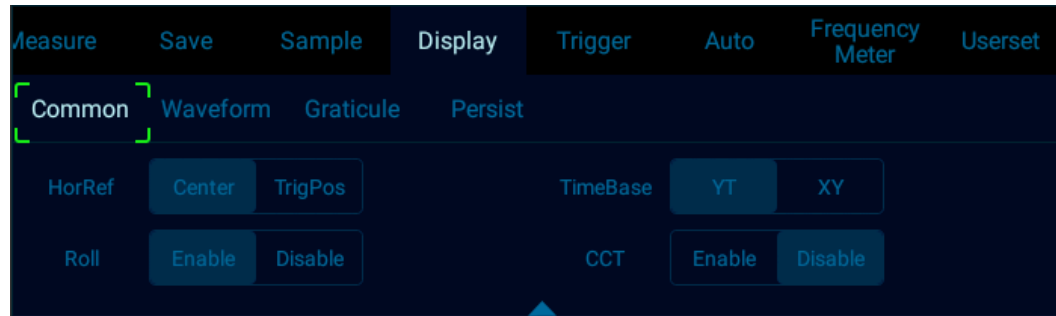 Measure Save Sample Display Trigger Auto Frequency Meter Userset
Common Waveform Graticule Persist
HorRef Center TrigPos TimeBase YT XY
Roll Enable Disable CCT Enable Disable